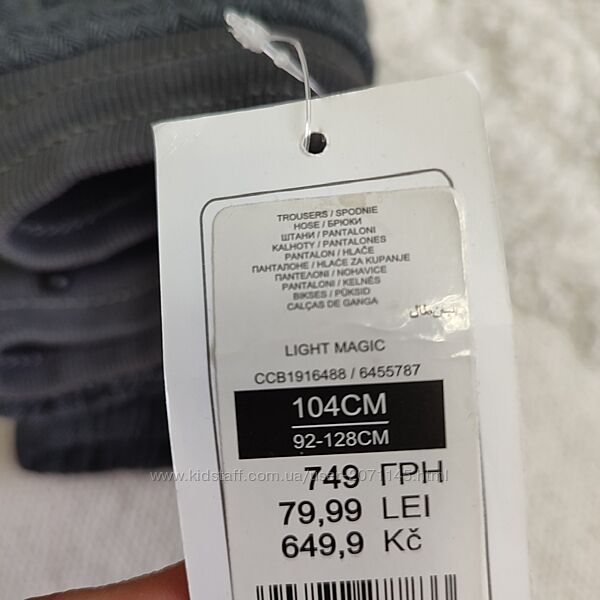 TROUSERS / SPODNIE
HOSE / БРЮКИ
ШТАНИ / PANTALONI
KALHOTY / PANTALONES
PANTALON / HLAČE
ПАНТАЛОНЕ / HLAČE ZA KUPANJE
ПАНТЕЛОНИ / NOHAVICE
PANTALONI / KELNĖS
BIKSES / PÜKSID
CALÇAS DE GANGA
LIGHT MAGIC
CCB1916488 / 6455787
104CM
92-128CM
749 ГРН
79,99 LEI
649,9 Kč